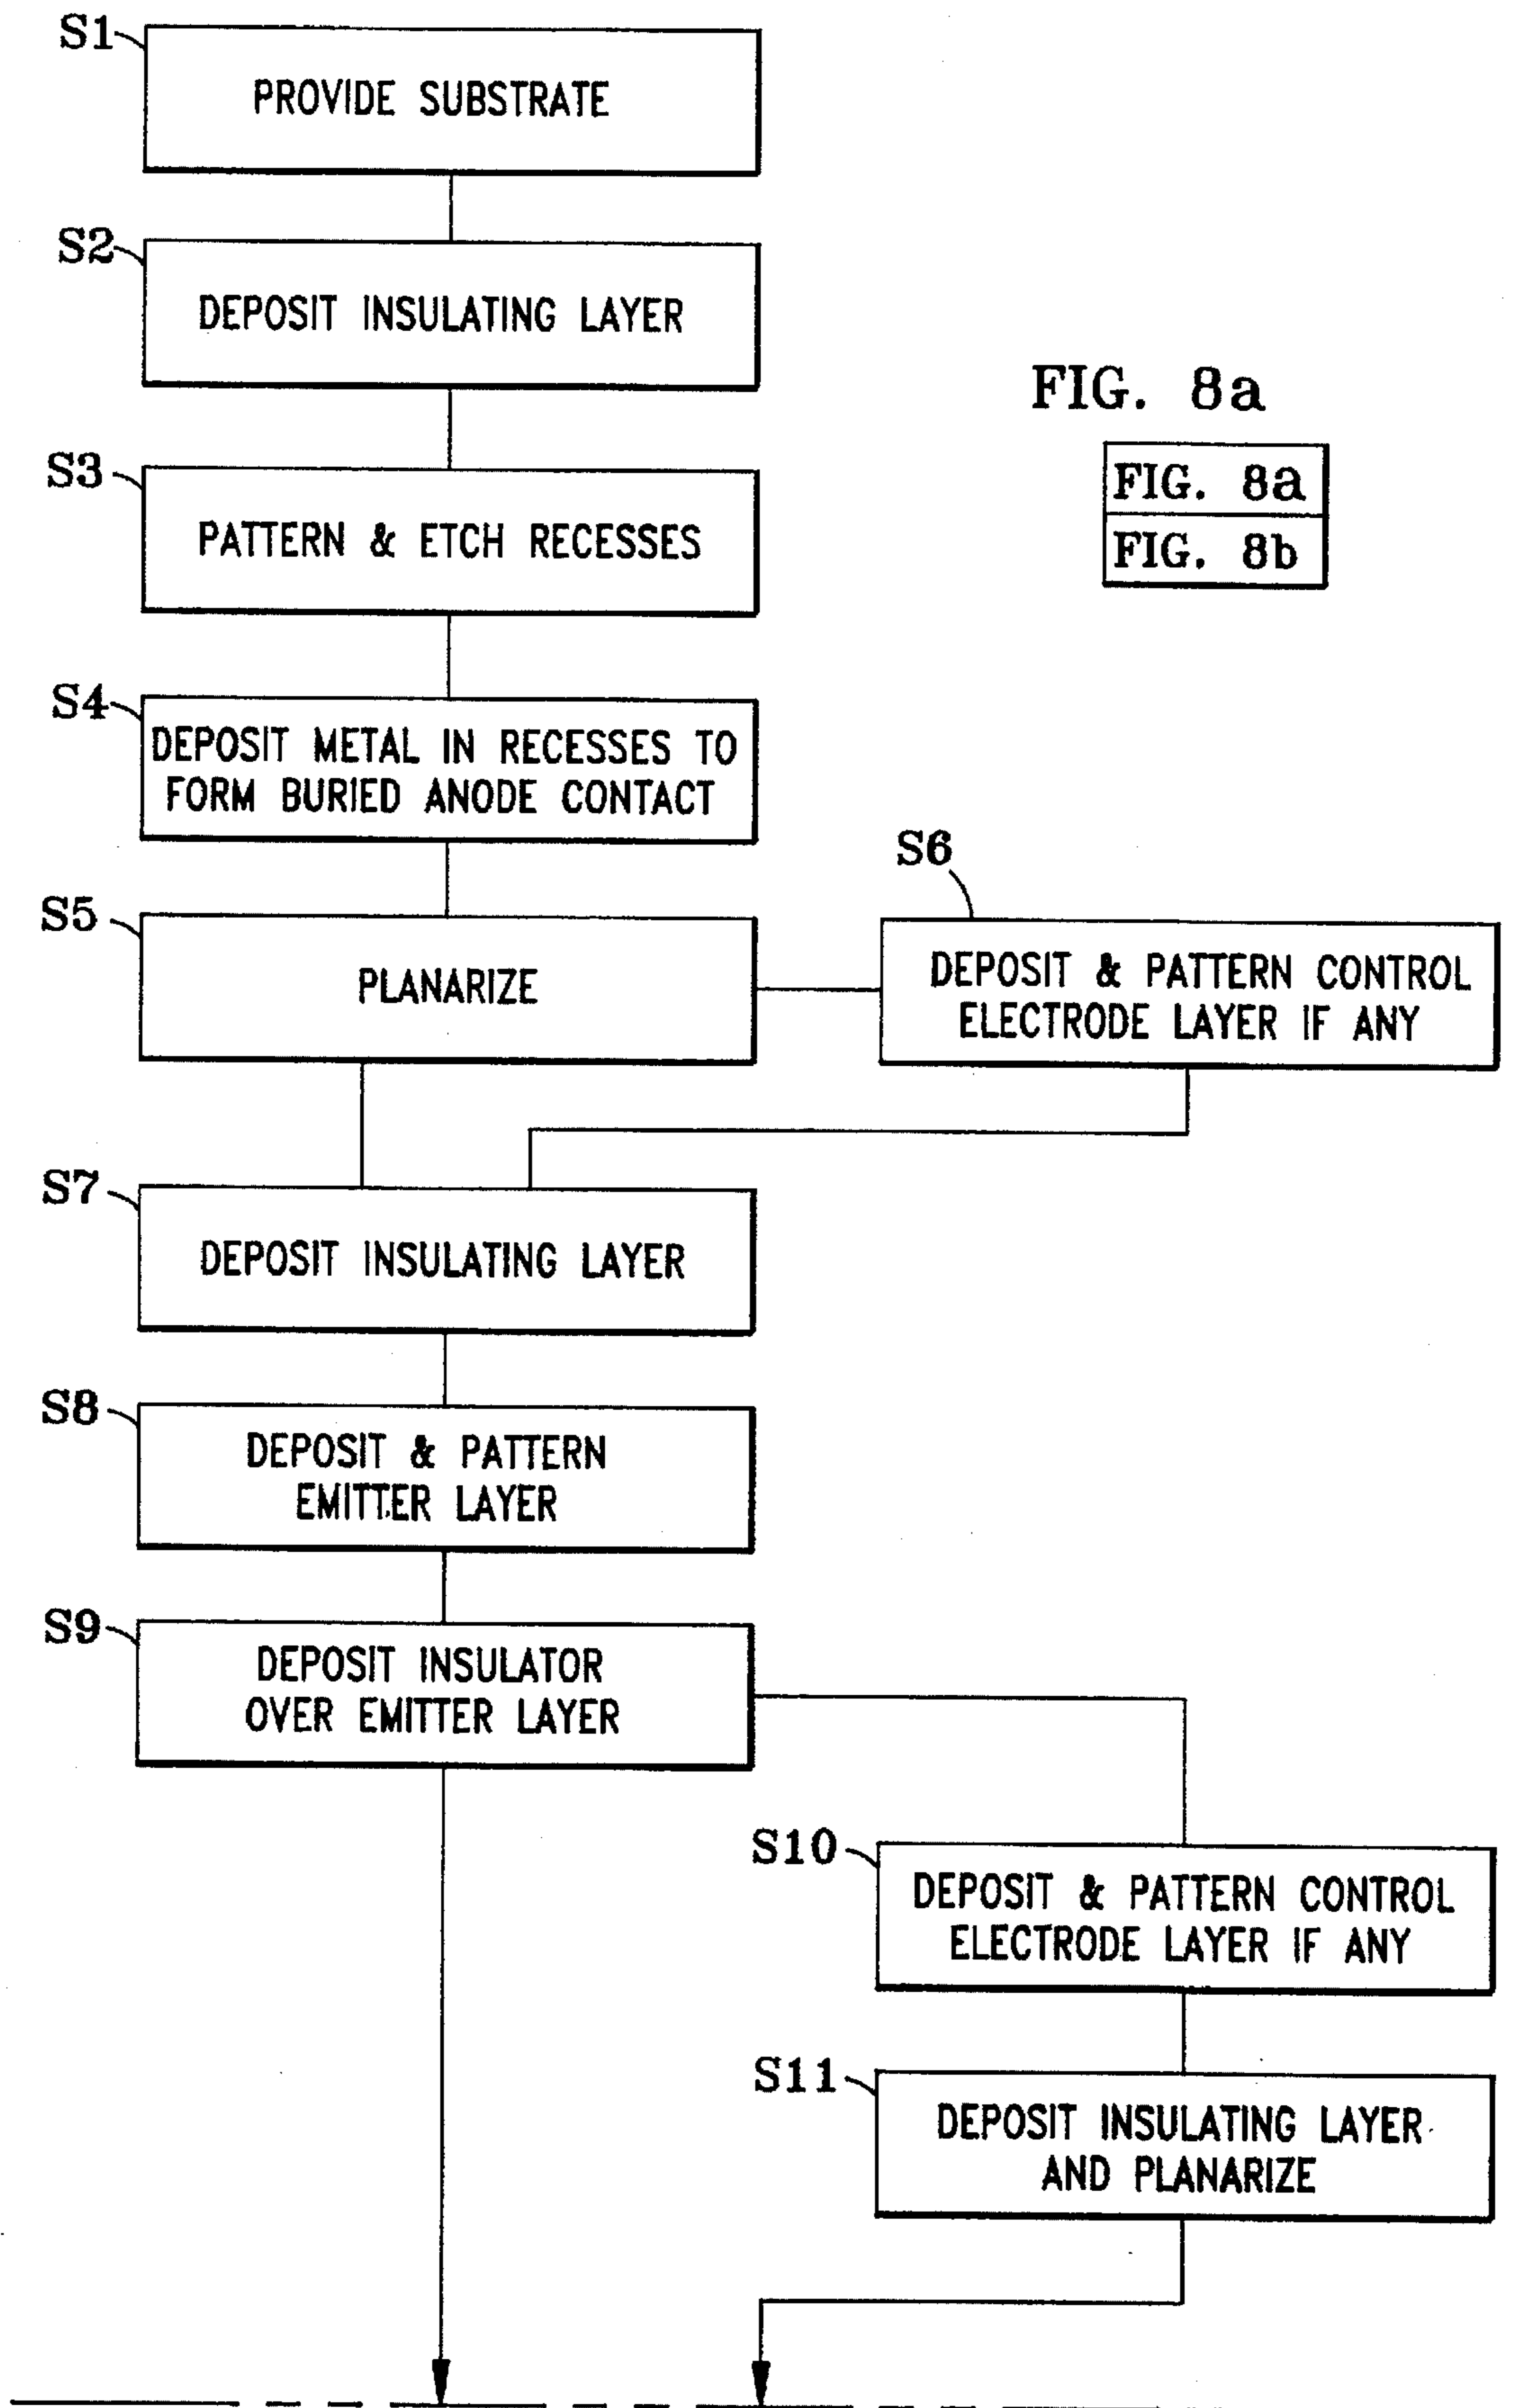 S1
PROVIDE SUBSTRATE
S2
DEPOSIT INSULATING LAYER
FIG. 8a
FIG. 8a
FIG. 8b
S3
PATTERN & ETCH RECESSES
S4
DEPOSIT METAL IN RECESSES TO
FORM BURIED ANODE CONTACT
S5
PLANARIZE
S6
DEPOSIT & PATTERN CONTROL
ELECTRODE LAYER IF ANY
S7
DEPOSIT INSULATING LAYER
S8
DEPOSIT & PATTERN
EMITTER LAYER
S9
DEPOSIT INSULATOR
OVER EMITTER LAYER
S10
DEPOSIT & PATTERN CONTROL
ELECTRODE LAYER IF ANY
S11
DEPOSIT INSULATING LAYER
AND PLANARIZE